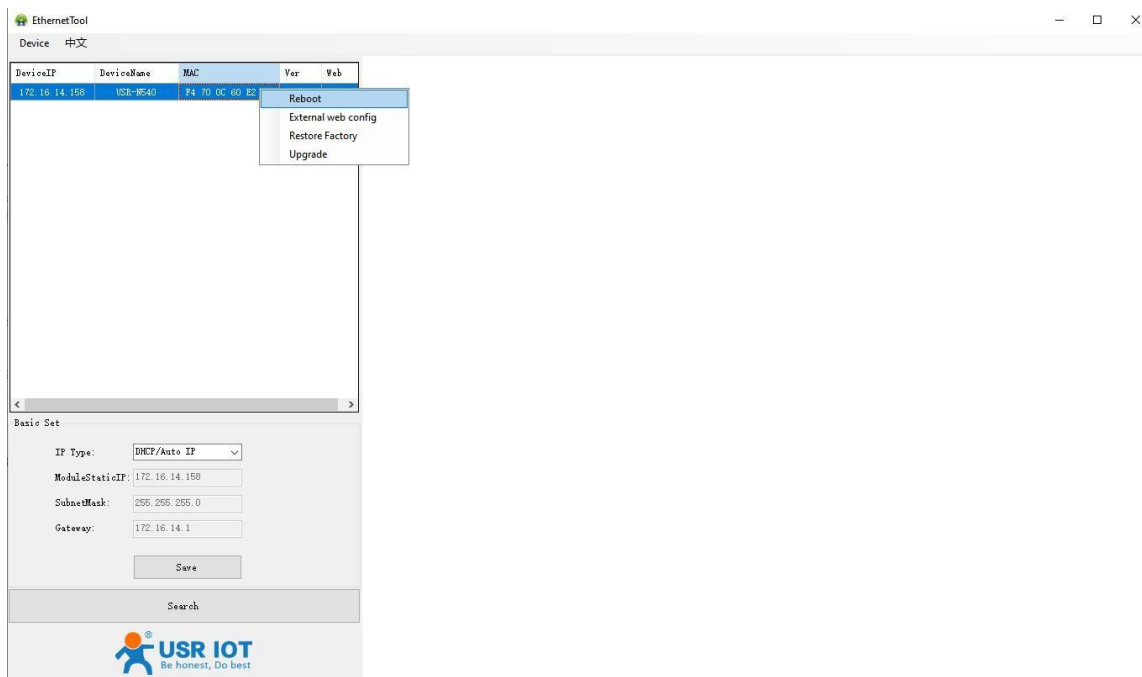 EthernetTool
Device 中文
DeviceIP DeviceName MAC Ver Web
172.16.14.158 USR-N540 F4 70 0C 60 E2
Reboot
External web config
Restore Factory
Upgrade
Basic Set
IP Type: DHCP/Auto IP
ModuleStaticIP: 172.16.14.158
SubnetMask: 255.255.255.0
Gateway: 172.16.14.1
Save
Search
® USR IOT
Be honest, Do best